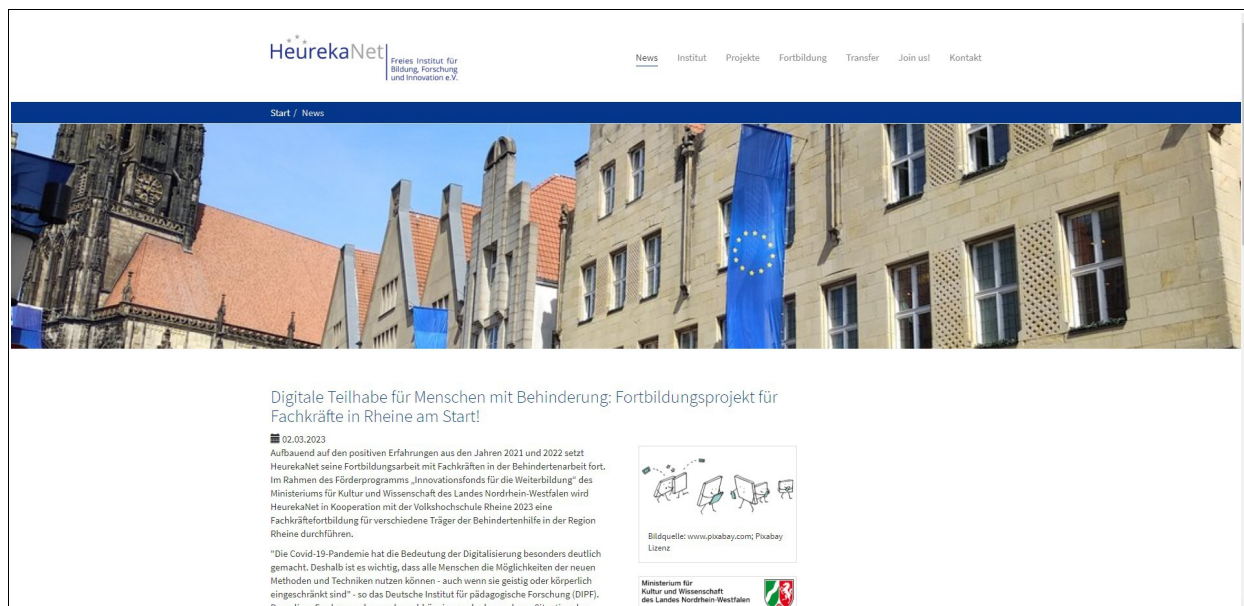 HeurekaNet
Freies Institut für
Bildung, Forschung
und Innovation e.V.
News Institut Projekte Fortbildung Transfer Join us! Kontakt
Start / News
Digitale Teilhabe für Menschen mit Behinderung: Fortbildungsprojekt für
Fachkräfte in Rheine am Start!
02.03.2023
Aufbauend auf den positiven Erfahrungen aus den Jahren 2021 und 2022 setzt
HeurekaNet seine Fortbildungsarbeit mit Fachkräften in der Behindertenarbeit fort.
Im Rahmen des Förderprogramms „Innovationsfonds für die Weiterbildung" des
Ministeriums für Kultur und Wissenschaft des Landes Nordrhein-Westfalen wird
HeurekaNet in Kooperation mit der Volkshochschule Rheine 2023 eine
Fachkräftefortbildung für verschiedene Träger der Behindertenhilfe in der Region
Rheine durchführen.
"Die Covid-19-Pandemie hat die Bedeutung der Digitalisierung besonders deutlich
gemacht. Deshalb ist es wichtig, dass alle Menschen die Möglichkeiten der neuen
Methoden und Techniken nutzen können - auch wenn sie geistig oder körperlich
eingeschränkt sind" - so das Deutsche Institut für pädagogische Forschung (DIPF).
Bildquelle: www.pixabay.com; Pixabay
Lizenz
Ministerium für
Kultur und Wissenschaft
des Landes Nordrhein-Westfalen